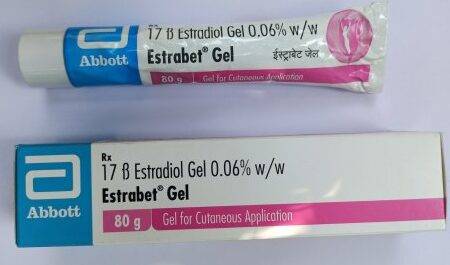 17 β Estradiol Gel 0.06% w/w
Estrabet® Gel
ईस्ट्राबेट जेल
Abbott
80 g Gel for Cutaneous Application
Rx
17 β Estradiol Gel 0.06% w/w
Estrabet® Gel
Abbott
80 g Gel for Cutaneous Application